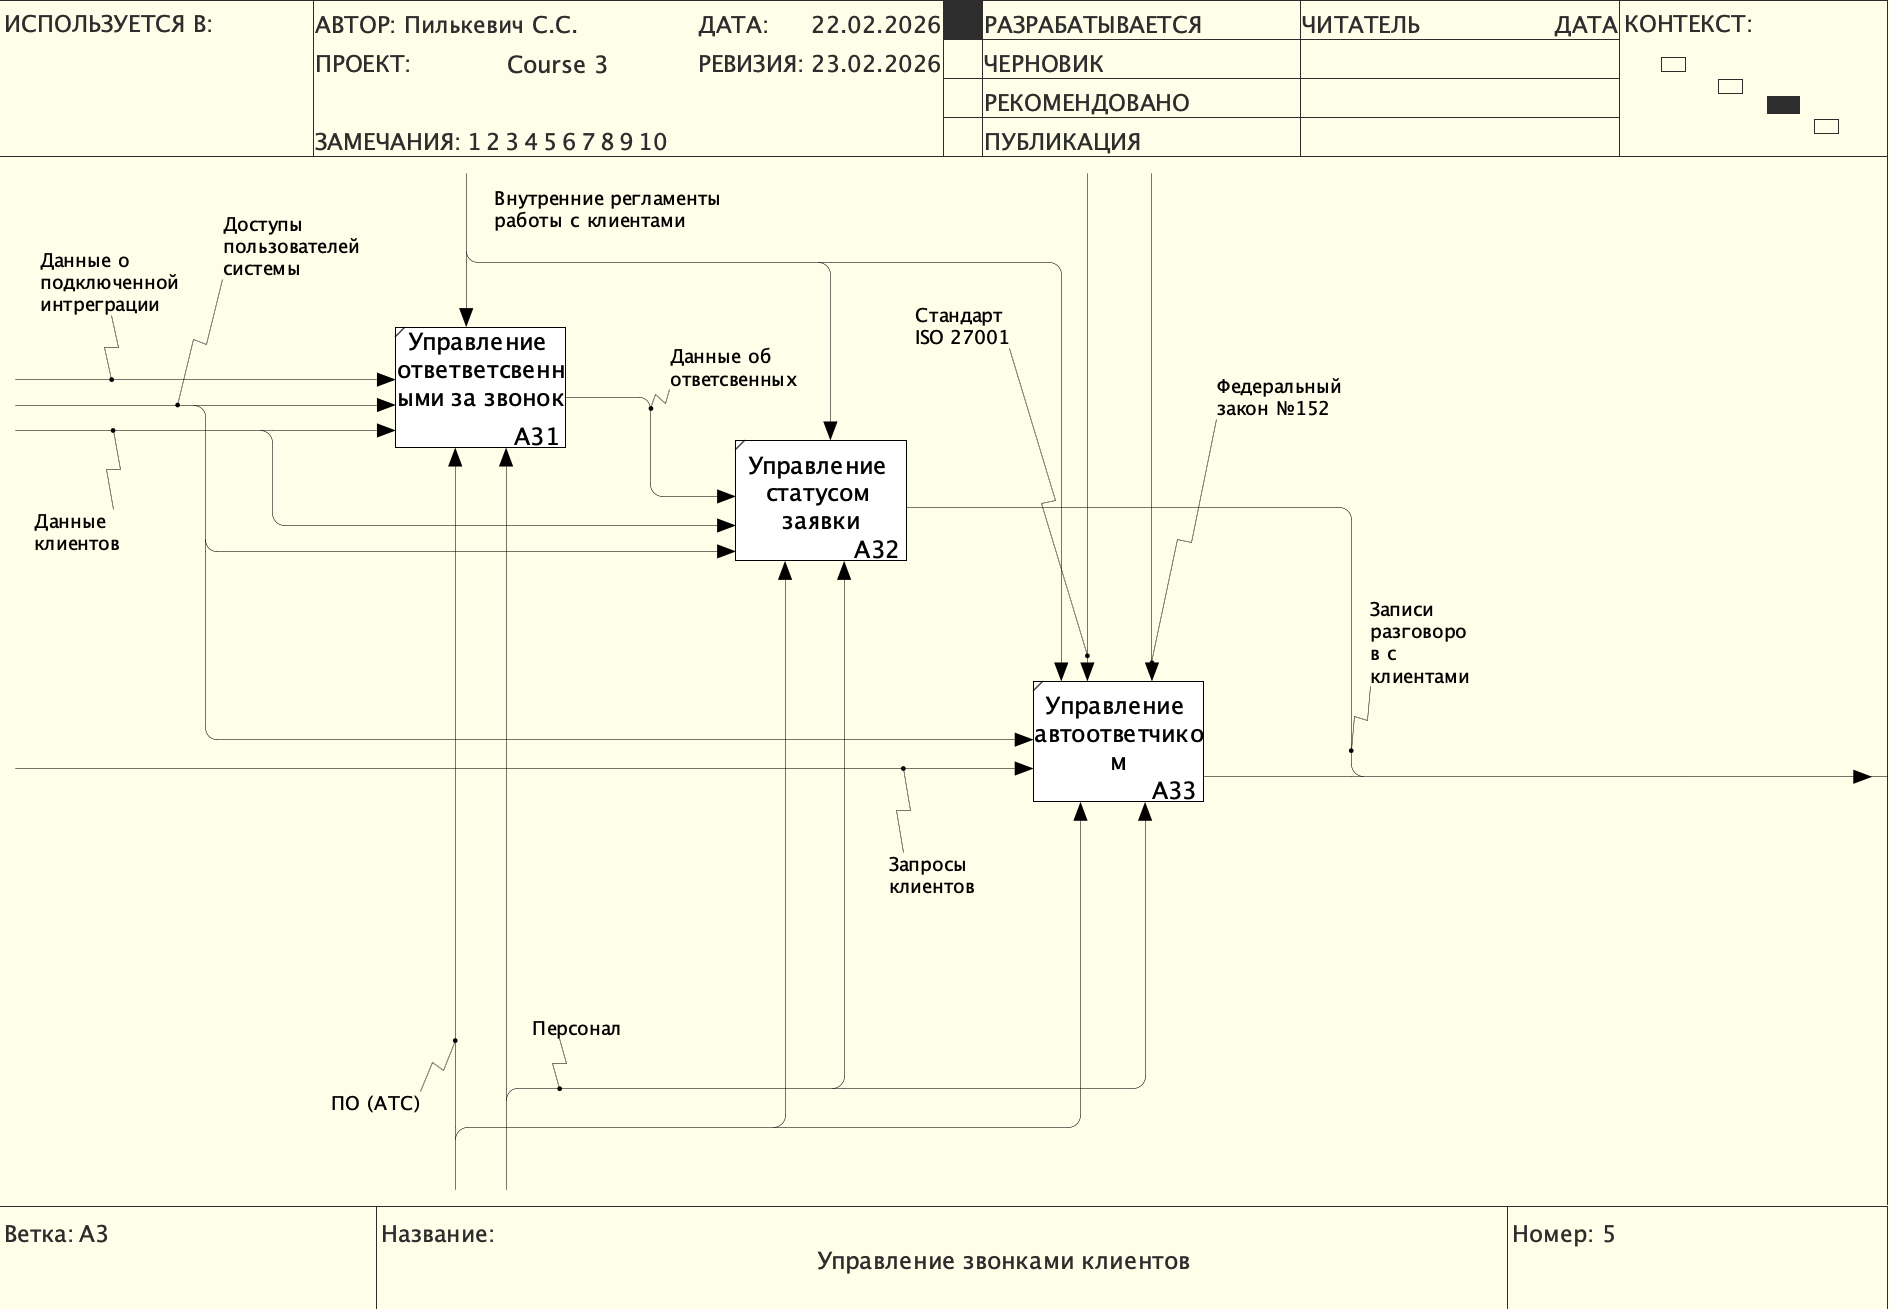 ИСПОЛЬЗУЕТСЯ В:
АВТОР: Пилькевич С.С.
ДАТА: 22.02.2026
РАЗРАБАТЫВАЕТСЯ
ЧИТАТЕЛЬ
ДАТА
КОНТЕКСТ:
ПРОЕКТ: Course 3
РЕВИЗИЯ: 23.02.2026
ЧЕРНОВИК
РЕКОМЕНДОВАНО
ЗАМЕЧАНИЯ: 1 2 3 4 5 6 7 8 9 10
ПУБЛИКАЦИЯ
Внутренние регламенты
работы с клиентами
Доступы
пользователей
системы
Данные о
подключенной
интреграции
Управление
ответветсвенн
ыми за звонок
A31
Данные об
ответсвенных
Стандарт
ISO 27001
Федеральный
закон №152
Данные
клиентов
Управление
статусом
заявки
A32
Записи
разговоро
в с
клиентами
Управление
автоответчико
м
A33
Запросы
клиентов
Персонал
ПО (АТС)
Ветка: A3
Название:
Управление звонками клиентов
Номер: 5